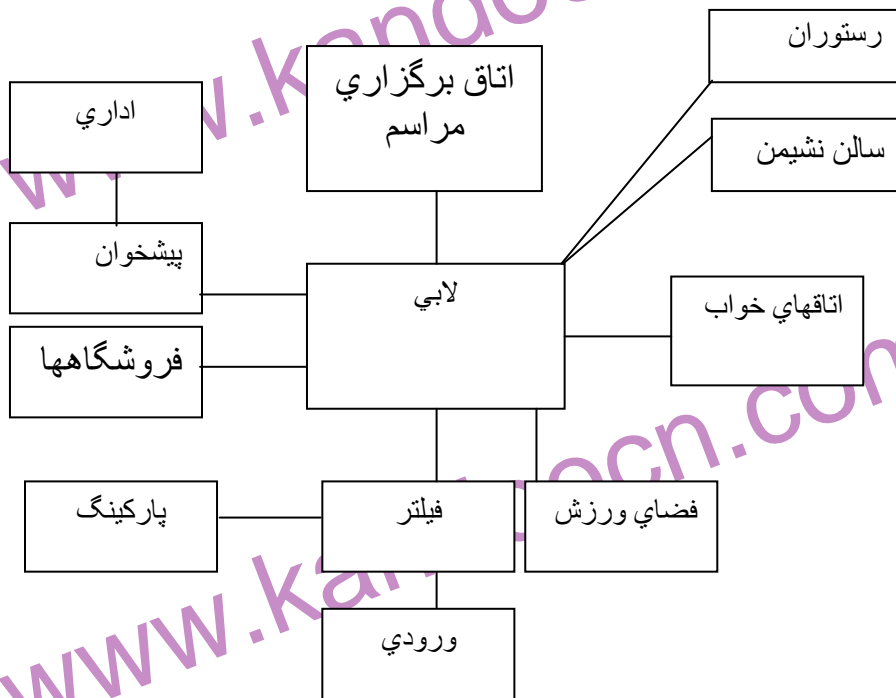 رستوران
اتاق برگزاري
مراسم
اداري
سالن نشيمن
پيشخوان
لابي
اتاقهاي خواب
فروشگاهها
پاركينگ
فيلتر
فضاي ورزش
ورودي